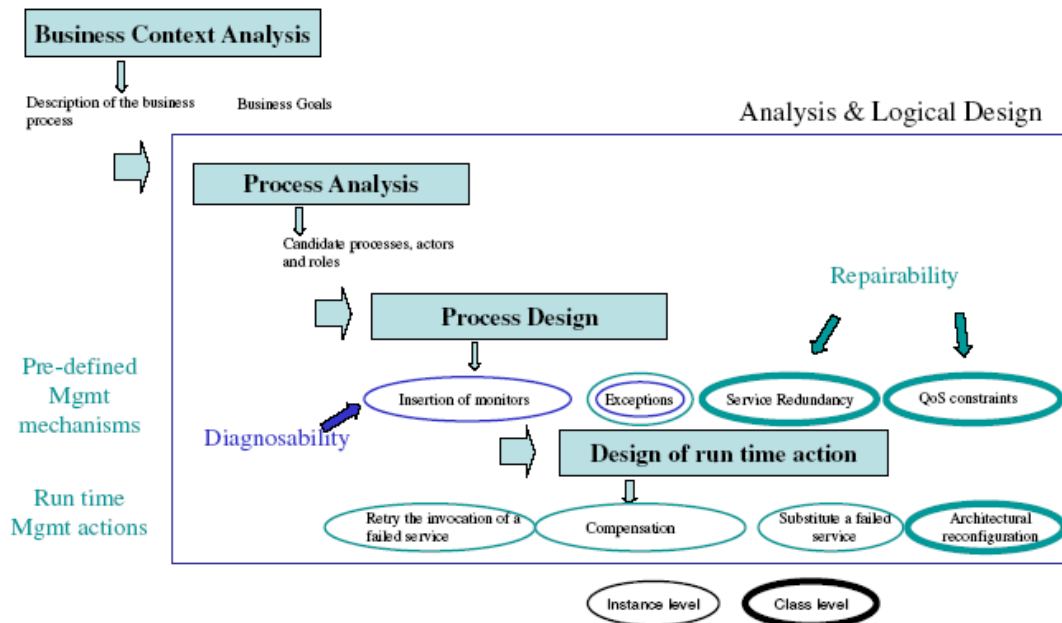 Business Context Analysis
Description of the business
process
Business Goals
Analysis & Logical Design
Process Analysis
Candidate processes, actors
and roles
Repairability
Process Design
Pre-defined
Mgmt
mechanisms
Insertion of monitors
Exceptions
Service Redundancy
QoS constraints
Diagnosability
Design of run time action
Run time
Mgmt actions
Retry the invocation of a
failed service
Compensation
Substitute a failed
service
Architectural
reconfiguration
Instance level
Class level